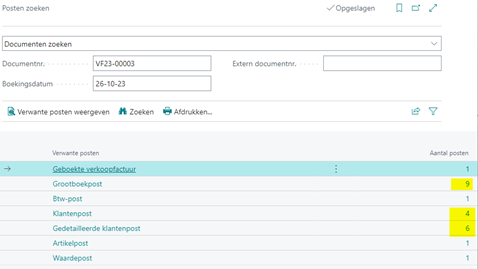 Posten zoeken
Opgeslagen
Documenten zoeken
Documentnr. VF23-00003 Extern documentnr.
Boekingsdatum 26-10-23
Verwante posten weergeven Zoeken Afdrukken...
Verwante posten Aantal posten
Geboekte verkoopfactuur 1
Grootboekpost 9
Btw-post 1
Klantenpost 4
Gedetailleerde klantenpost 6
Artikelpost 1
Waardepost 1